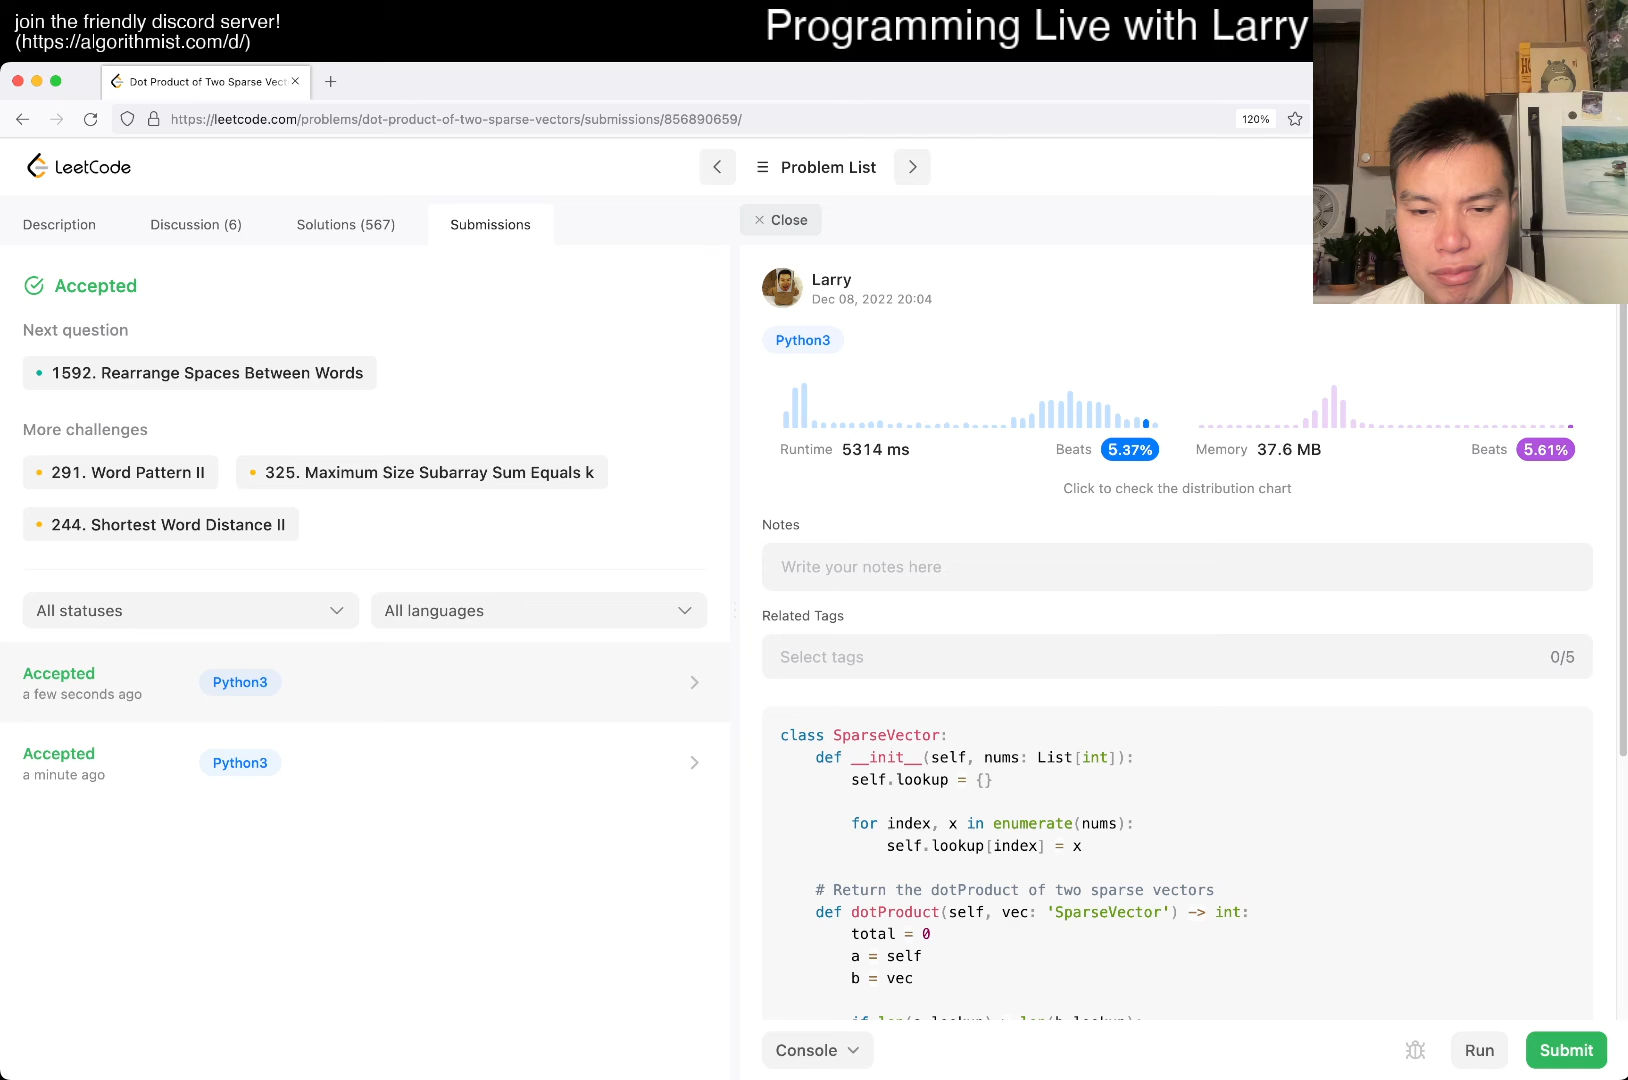 join the friendly discord server!
(https://algorithmist.com/d/)
Programming Live with Larry
Dot Product of Two Sparse Vect
https://leetcode.com/problems/dot-product-of-two-sparse-vectors/submissions/856890659/
120%
LeetCode
Problem List
Description
Discussion (6)
Solutions (567)
Submissions
Close
Accepted
Next question
1592. Rearrange Spaces Between Words
More challenges
291. Word Pattern II
325. Maximum Size Subarray Sum Equals k
244. Shortest Word Distance II
All statuses
All languages
Accepted
a few seconds ago
Python3
Accepted
a minute ago
Python3
Larry
Dec 08, 2022 20:04
Python3
Runtime 5314 ms
Beats 5.37%
Memory 37.6 MB
Beats 5.61%
Click to check the distribution chart
Notes
Write your notes here
Related Tags
Select tags
0/5
class SparseVector:
    def __init__(self, nums: List[int]):
        self.lookup = {}
        for index, x in enumerate(nums):
            self.lookup[index] = x
    # Return the dotProduct of two sparse vectors
    def dotProduct(self, vec: 'SparseVector') -> int:
        total = 0
        a = self
        b = vec
Console
Run
Submit